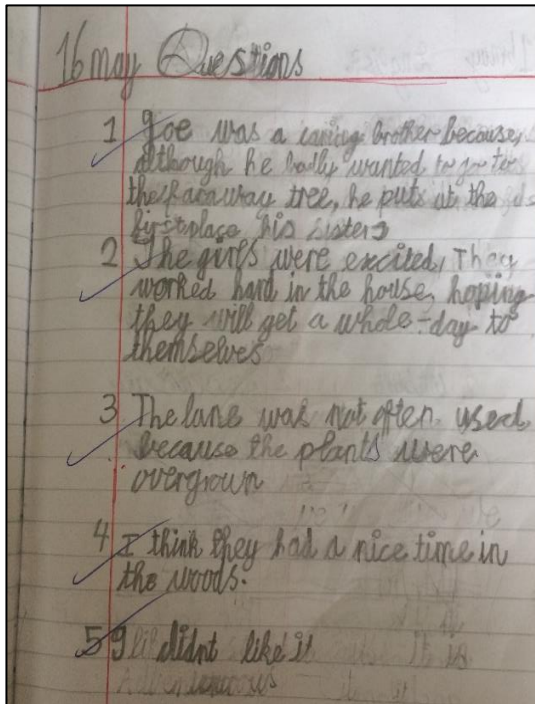 16 may Questions
1 Joe was a caring brother because,
although he badly wanted to go to
the faraway tree, he puts at the
first place his sisters
2 The girls were excited, They
worked hard in the house, hoping
they will get a whole-day to
themselves
3 The lane was not often used
because the plants were
overgrown
4 I think they had a nice time in
the woods.
5 I didnt like it